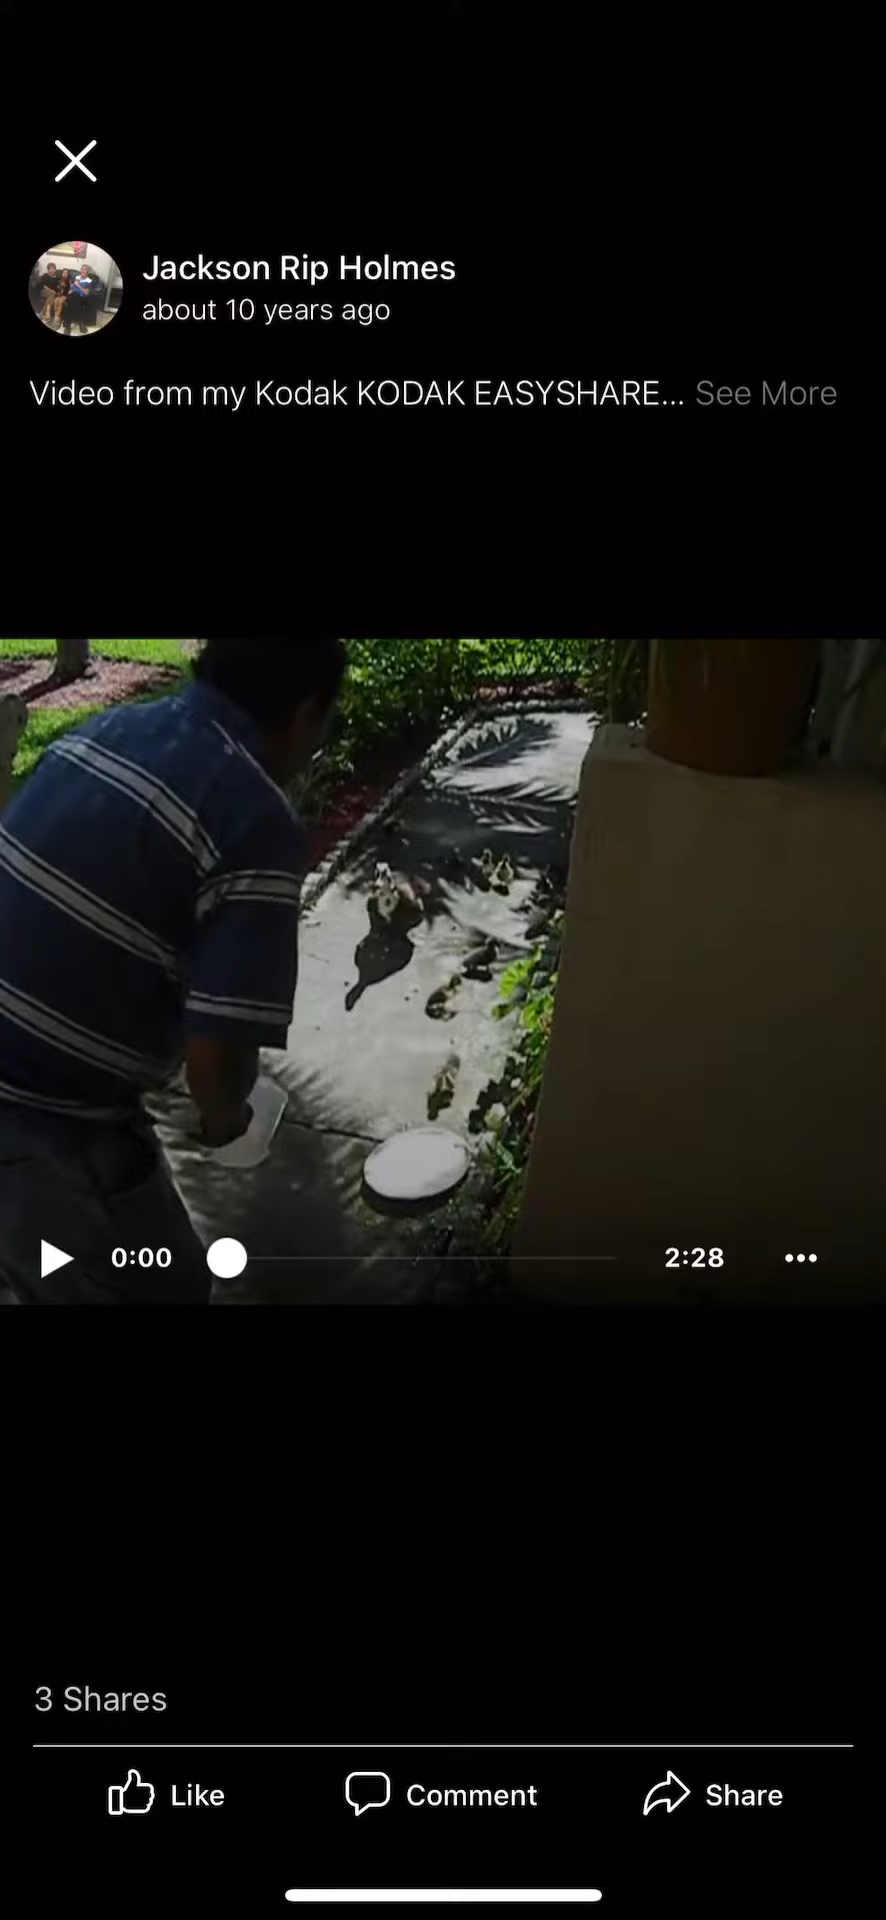 Jackson Rip Holmes
about 10 years ago
Video from my Kodak KODAK EASYSHARE... See More
0:00 2:28
3 Shares
Like Comment Share